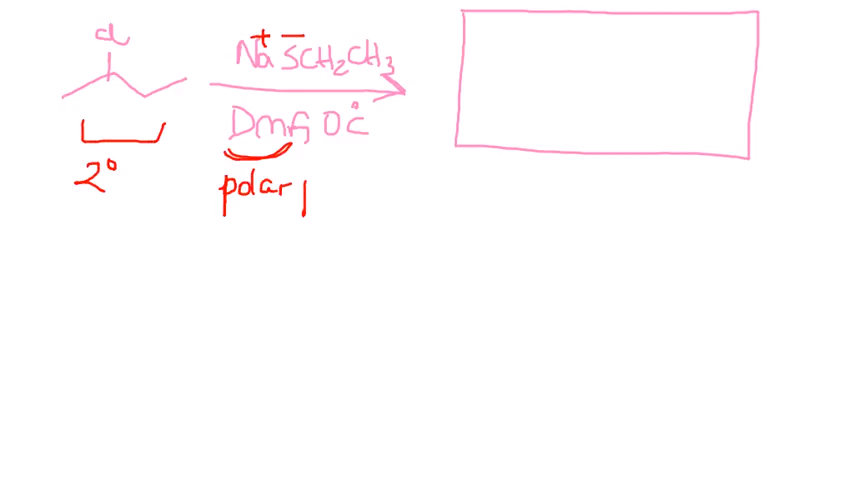 cl
Na⁺ ⁻SCH₂CH₃
DMF, 0°C
2°
polar